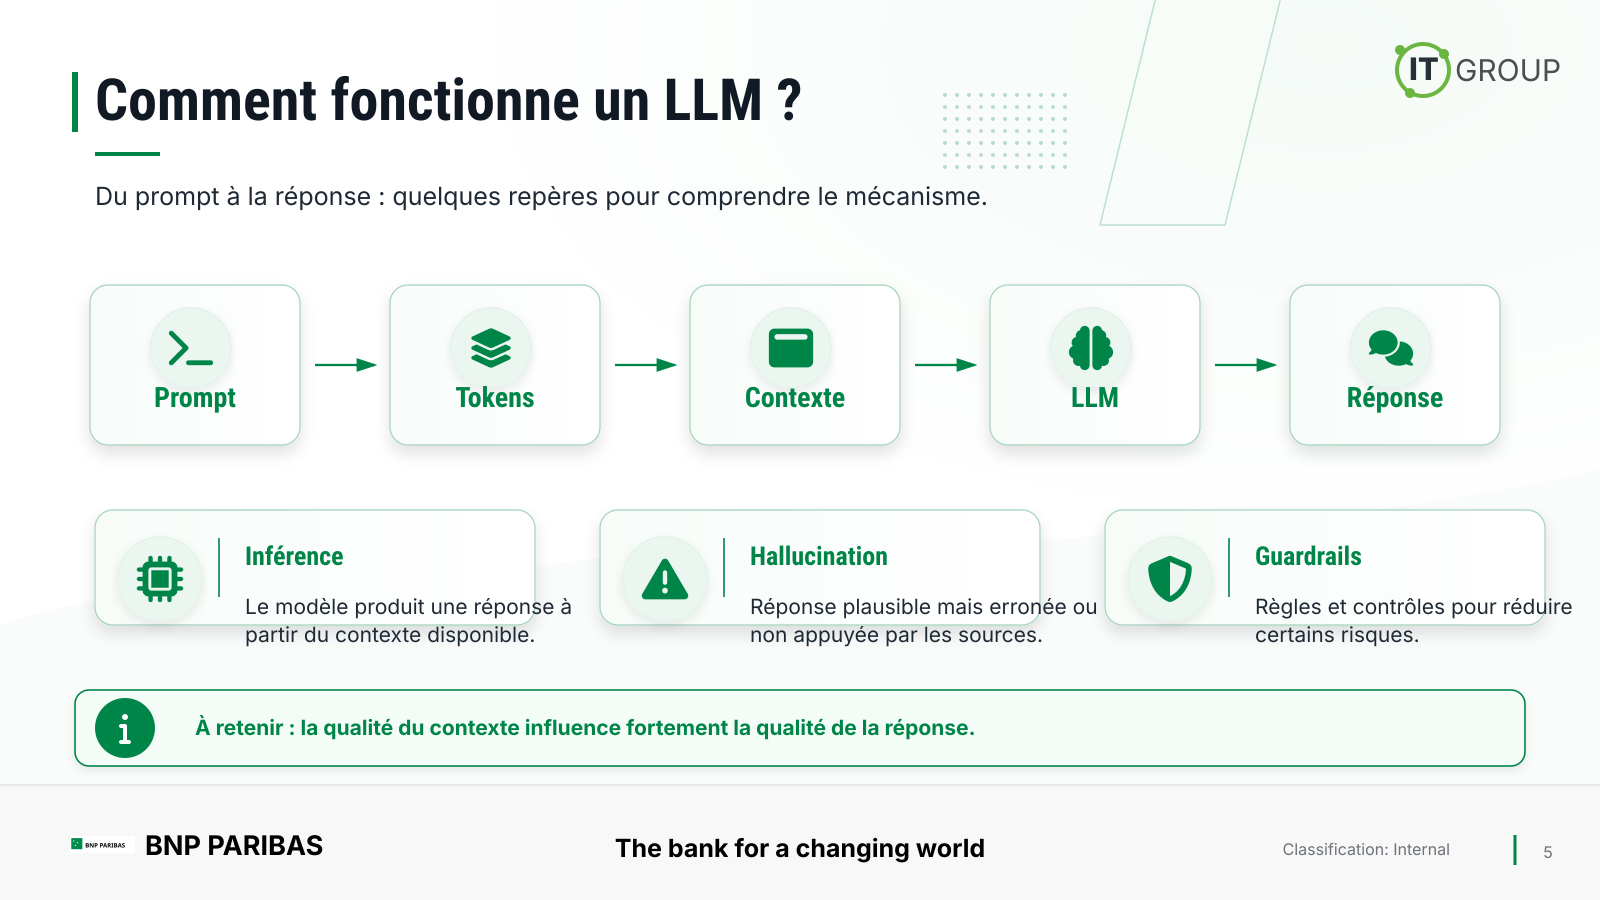 Comment fonctionne un LLM ?
IT GROUP
Du prompt à la réponse : quelques repères pour comprendre le mécanisme.
Prompt
Tokens
Contexte
LLM
Réponse
Inférence
Le modèle produit une réponse à
partir du contexte disponible.
Hallucination
Réponse plausible mais erronée ou
non appuyée par les sources.
Guardrails
Règles et contrôles pour réduire
certains risques.
À retenir : la qualité du contexte influence fortement la qualité de la réponse.
BNP PARIBAS
BNP PARIBAS
The bank for a changing world
Classification: Internal
5